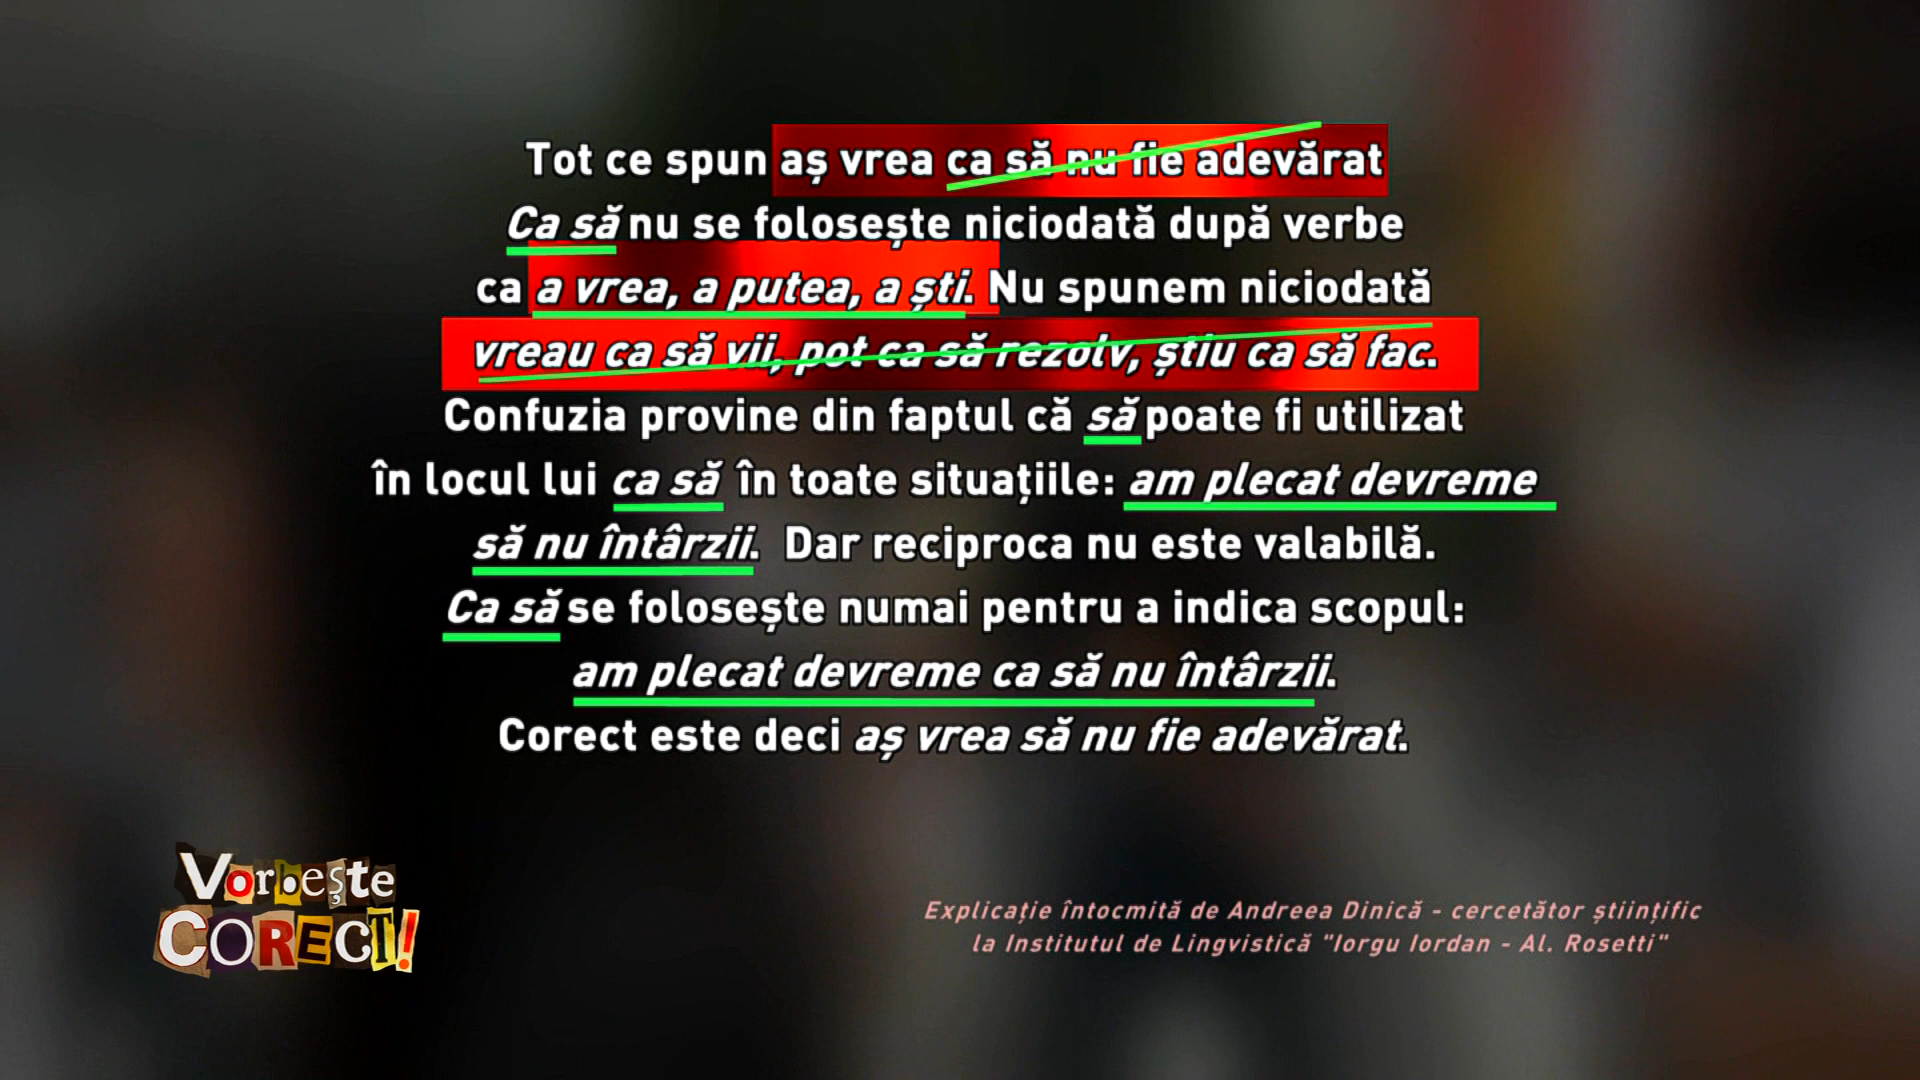 Tot ce spun aș vrea ca să nu fie adevărat
Ca să nu se folosește niciodată după verbe
ca a vrea, a putea, a ști. Nu spunem niciodată
vreau ca să vii, pot ca să rezolv, știu ca să fac.
Confuzia provine din faptul că să poate fi utilizat
în locul lui ca să în toate situațiile: am plecat devreme
să nu întârzii. Dar reciproca nu este valabilă.
Ca să se folosește numai pentru a indica scopul:
am plecat devreme ca să nu întârzii.
Corect este deci aș vrea să nu fie adevărat.
Vorbește
CORECT!
Explicație întocmită de Andreea Dinică - cercetător științific
la Institutul de Lingvistică "Iorgu Iordan - Al. Rosetti"